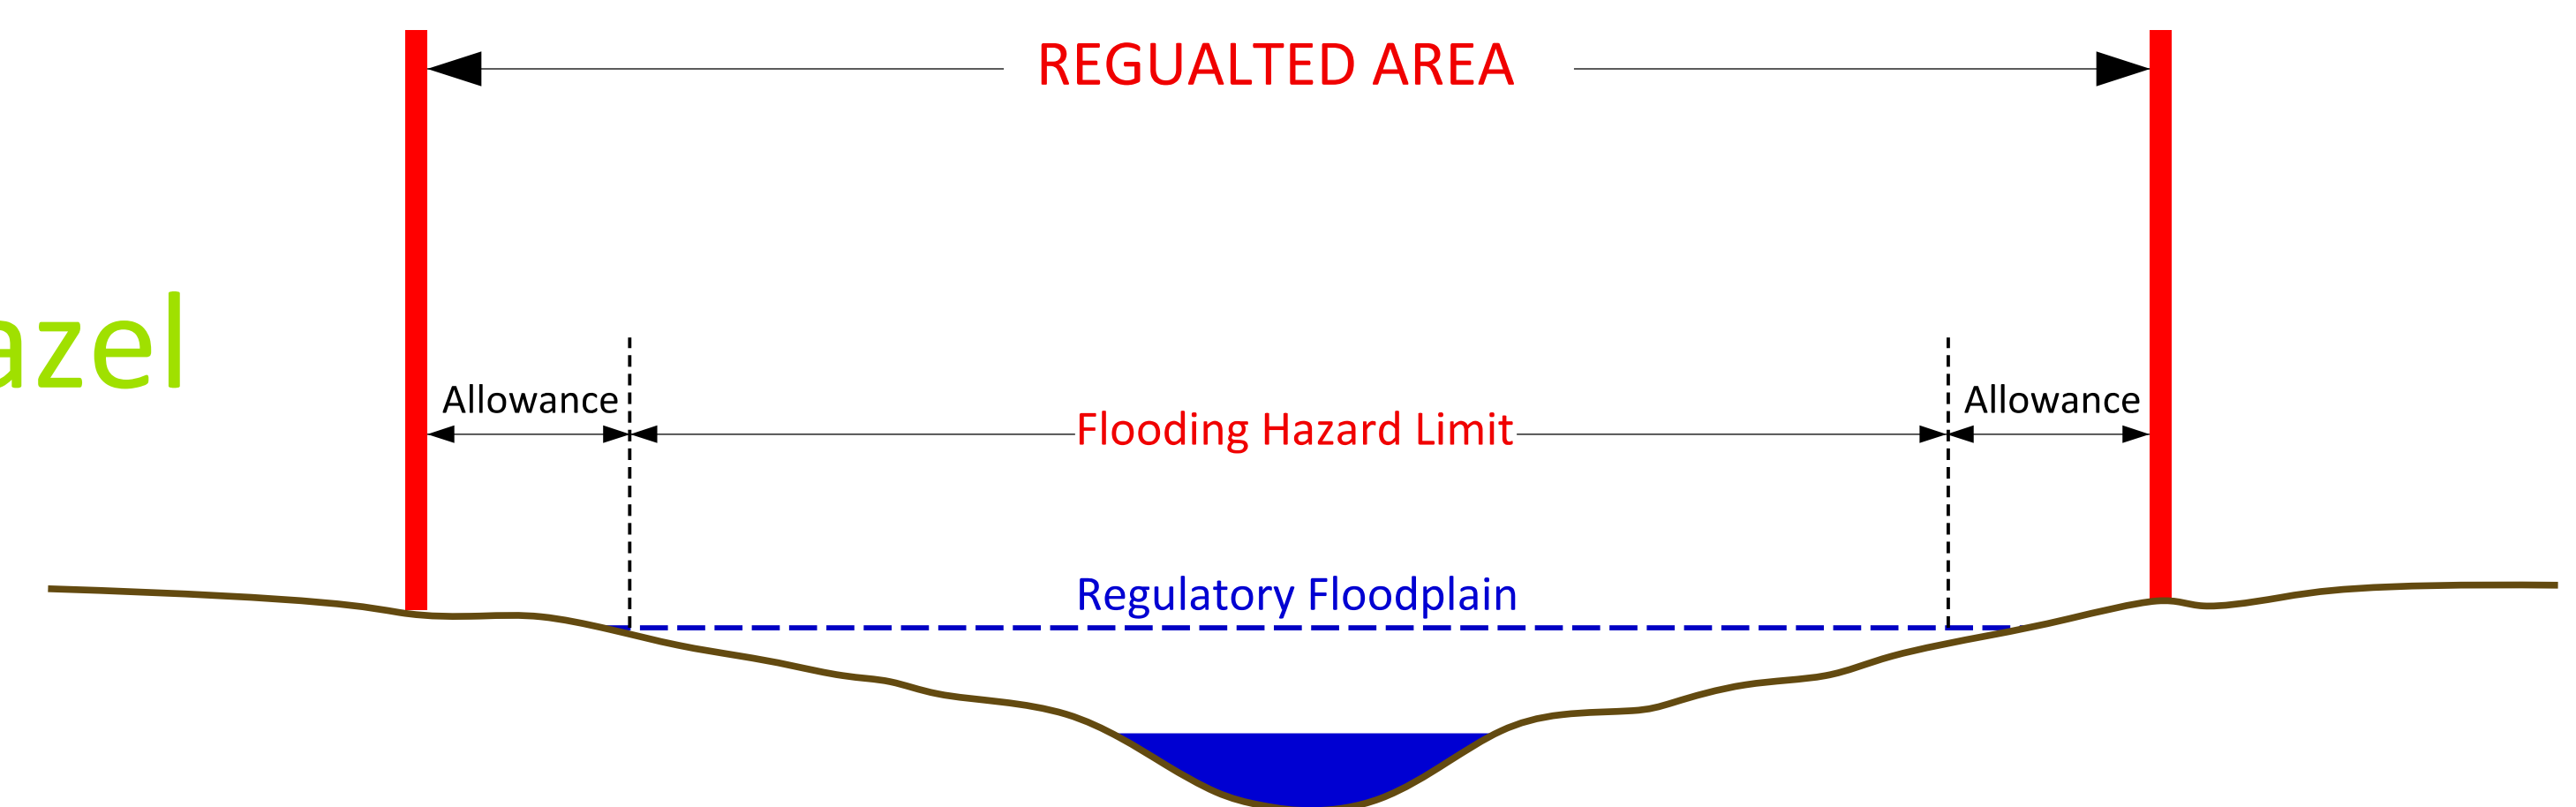 REGUALTED AREA
azel
Allowance
Allowance
Flooding Hazard Limit
Regulatory Floodplain